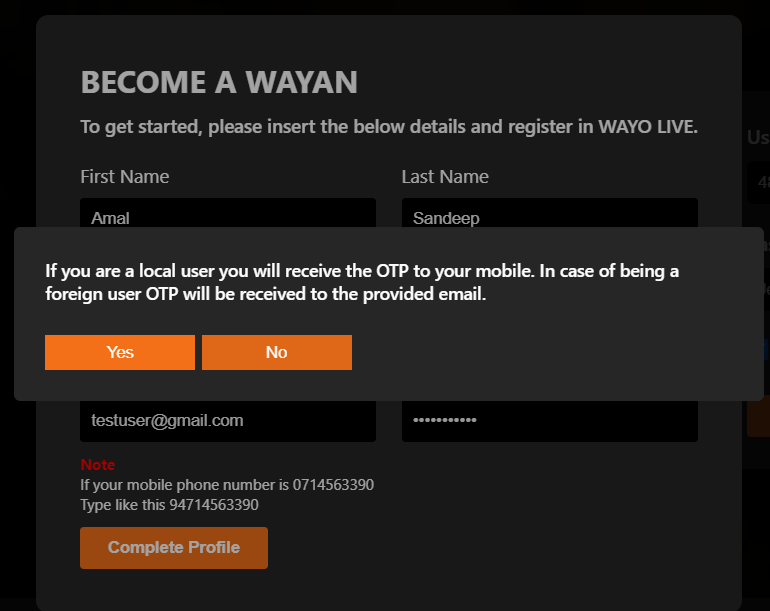 BECOME A WAYAN
To get started, please insert the below details and register in WAYO LIVE.
First Name
Last Name
Amal
Sandeep
If you are a local user you will receive the OTP to your mobile. In case of being a
foreign user OTP will be received to the provided email.
Yes
No
testuser@gmail.com
•••••••••••
Note
If your mobile phone number is 0714563390
Type like this 94714563390
Complete Profile